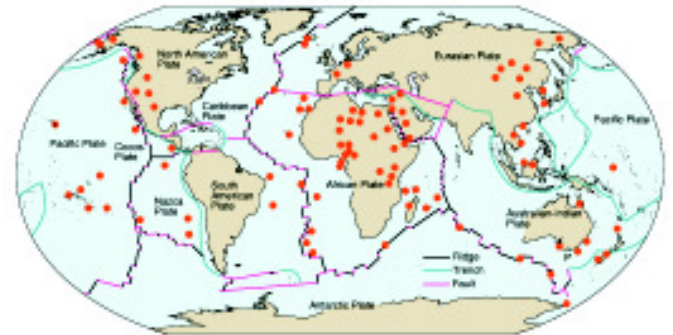 North American
Plate
Eurasian Plate
Caribbean
Plate
Pacific Plate
Pacific Plate
Cocos
Plate
African Plate
South
American
Plate
Nazca
Plate
Australian-Indian
Plate
Ridge
Trench
Fault
Antarctic Plate